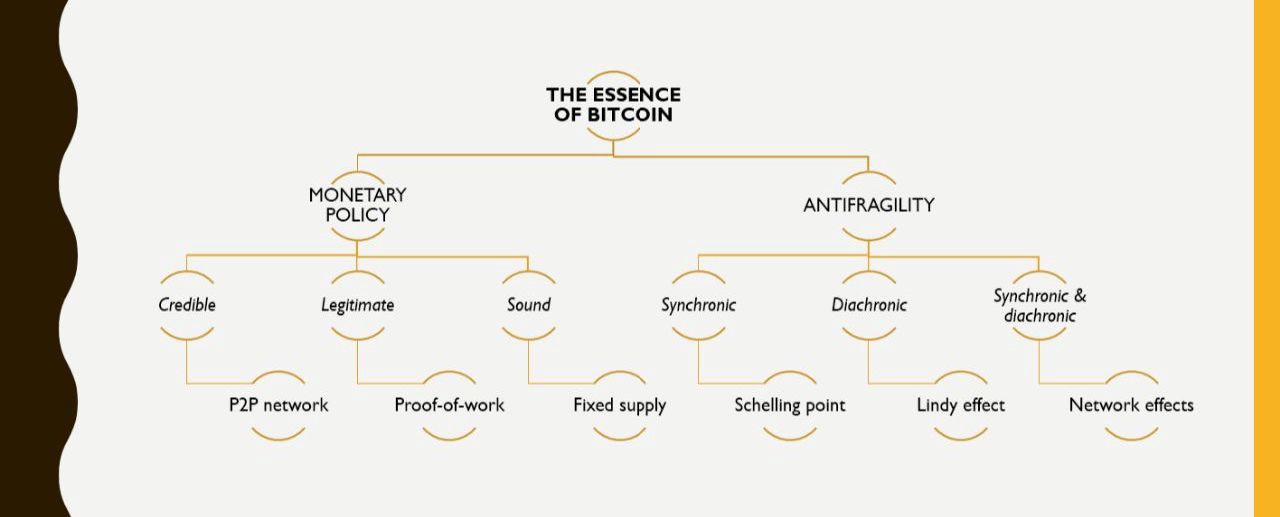 THE ESSENCE
OF BITCOIN
MONETARY
POLICY
ANTIFRAGILITY
Credible
Legitimate
Sound
Synchronic
Diachronic
Synchronic &
diachronic
P2P network
Proof-of-work
Fixed supply
Schelling point
Lindy effect
Network effects